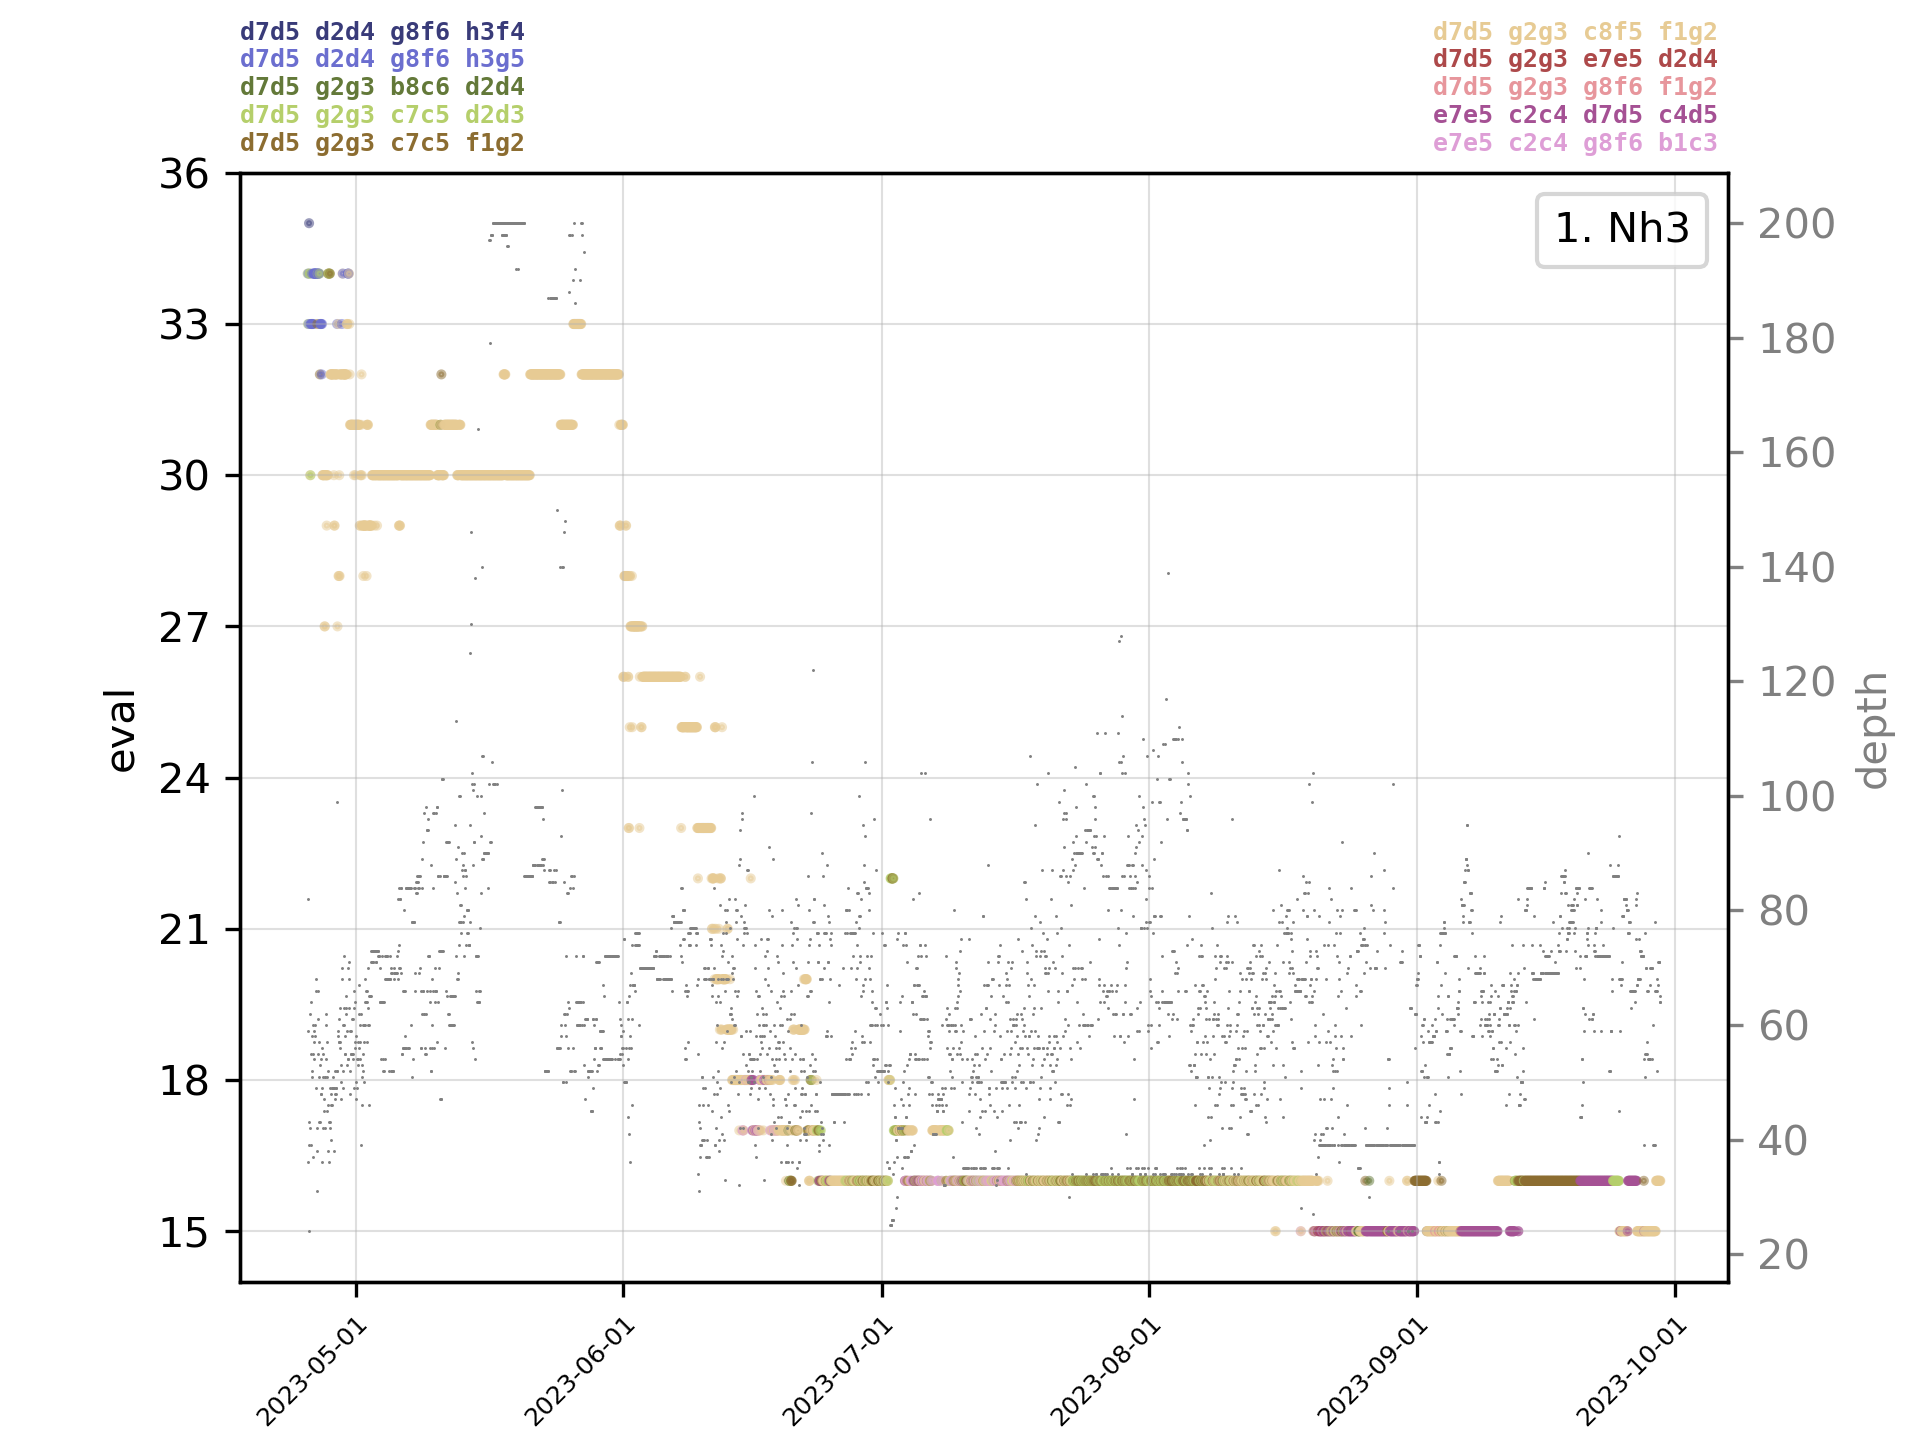 d7d5 d2d4 g8f6 h3f4
d7d5 d2d4 g8f6 h3g5
d7d5 g2g3 b8c6 d2d4
d7d5 g2g3 c7c5 d2d3
d7d5 g2g3 c7c5 f1g2
d7d5 g2g3 c8f5 f1g2
d7d5 g2g3 e7e5 d2d4
d7d5 g2g3 g8f6 f1g2
e7e5 c2c4 d7d5 c4d5
e7e5 c2c4 g8f6 b1c3
1. Nh3
eval
36
33
30
27
24
21
18
15
200
180
160
140
120
100
80
60
40
20
depth
2023-05-01
2023-06-01
2023-07-01
2023-08-01
2023-09-01
2023-10-01